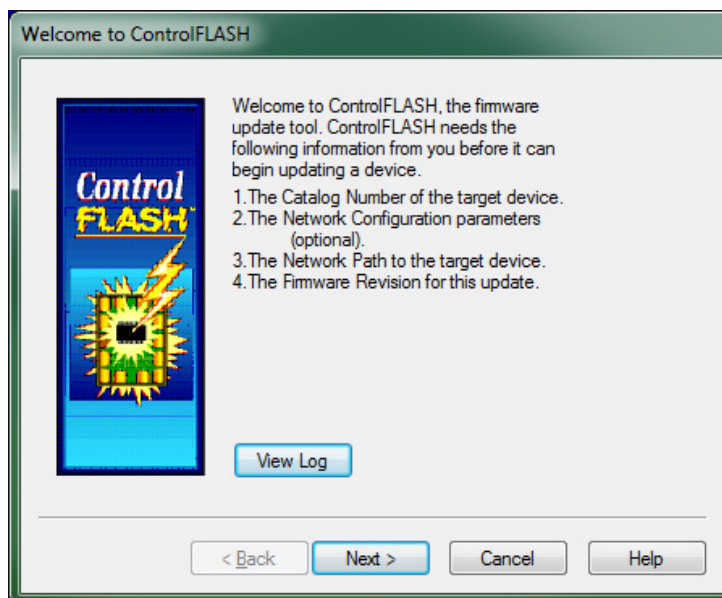 Welcome to ControlFLASH
Control
FLASH™
Welcome to ControlFLASH, the firmware
update tool. ControlFLASH needs the
following information from you before it can
begin updating a device.
1.The Catalog Number of the target device.
2.The Network Configuration parameters
(optional).
3.The Network Path to the target device.
4.The Firmware Revision for this update.
View Log
< Back Next > Cancel Help